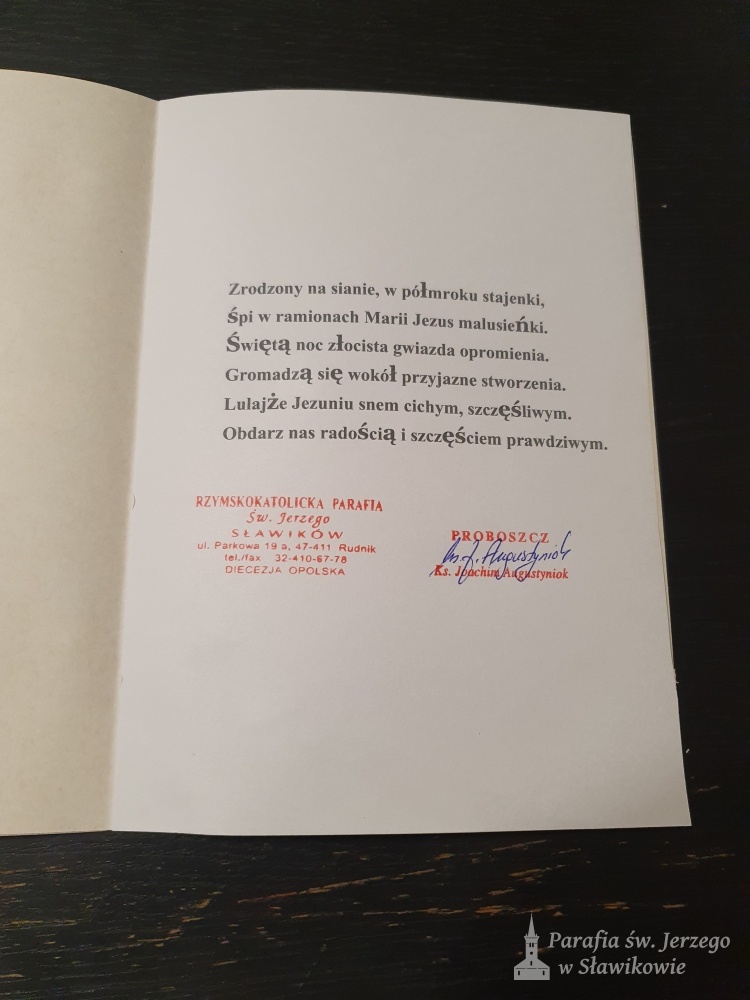 Zrodzony na sianie, w półmroku stajenki,
śpi w ramionach Marii Jezus malusieńki.
Świętą noc złocista gwiazda opromienia.
Gromadzą się wokół przyjazne stworzenia.
Lulajże Jezuniu snem cichym, szczęśliwym.
Obdarz nas radością i szczęściem prawdziwym.
RZYMSKOKATOLICKA PARAFIA
Św. Jerzego
SŁAWIKÓW
ul. Parkowa 19 a, 47-411 Rudnik
tel./fax 32-410-67-78
DIECEZJA OPOLSKA
PROBOSZCZ
ks. J. Augustyniok
Ks. Joachim Augustyniok
Parafia św. Jerzego
w Sławikowie